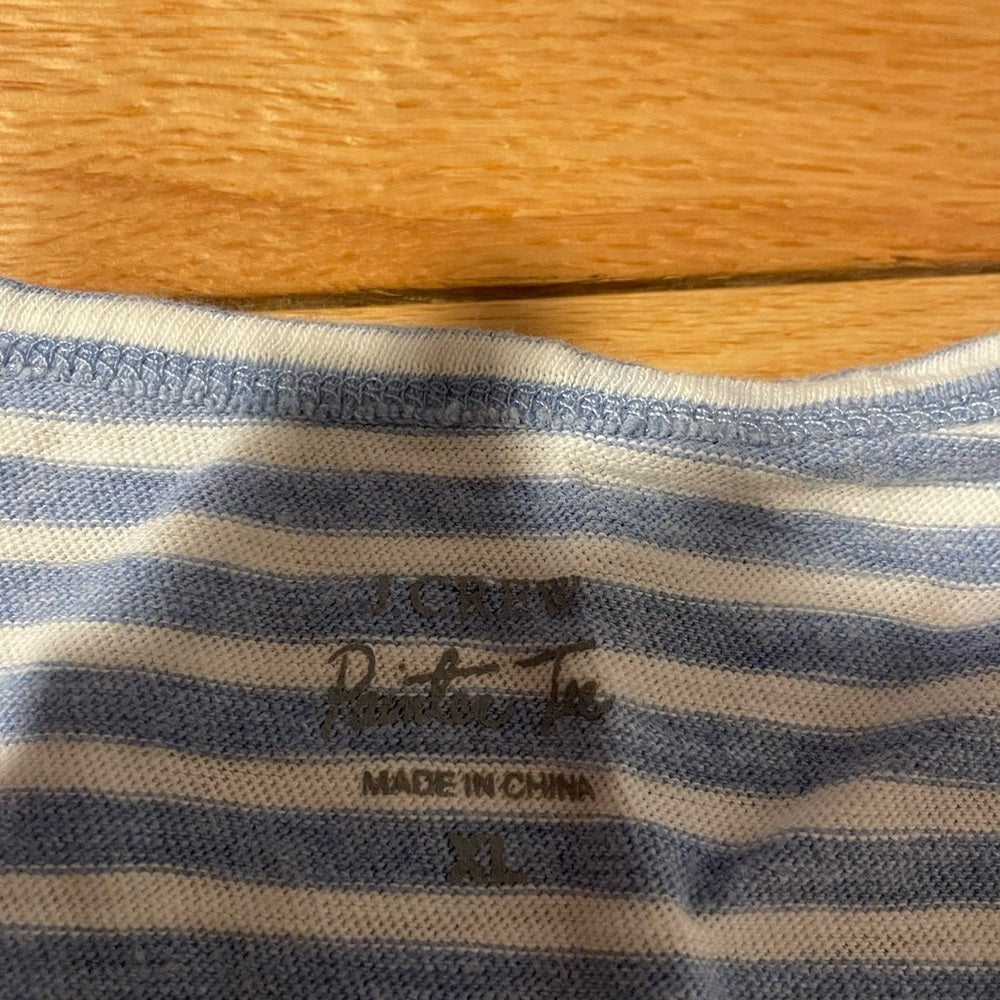 J.CREW
Painter Tee
MADE IN CHINA
XL